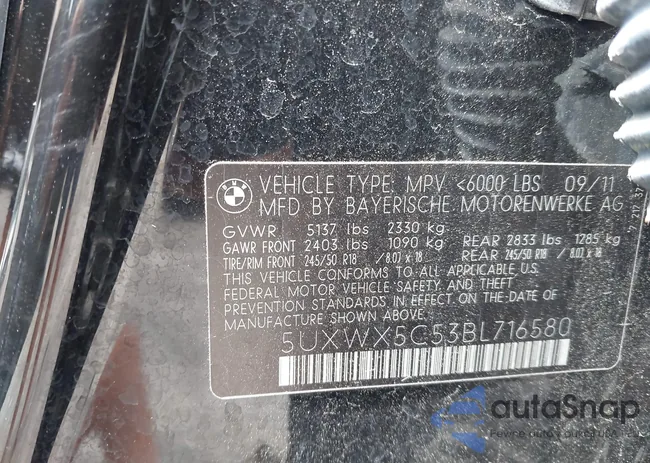 BMW
VEHICLE TYPE: MPV <6000 LBS 09/11
MFD BY BAYERISCHE MOTORENWERKE AG
GVWR 5137 lbs 2330 kg
GAWR FRONT 2403 lbs 1090 kg REAR 2833 lbs 1285 kg
TIRE/RIM FRONT 245/50 R18 / 8.0J x 18 REAR 245/50 R18 / 8.0J x 18
THIS VEHICLE CONFORMS TO ALL APPLICABLE U.S.
FEDERAL MOTOR VEHICLE SAFETY, AND THEFT
PREVENTION STANDARDS IN EFFECT ON THE DATE OF
MANUFACTURE SHOWN ABOVE.
5UXWX5C53BL716580
autoSnap